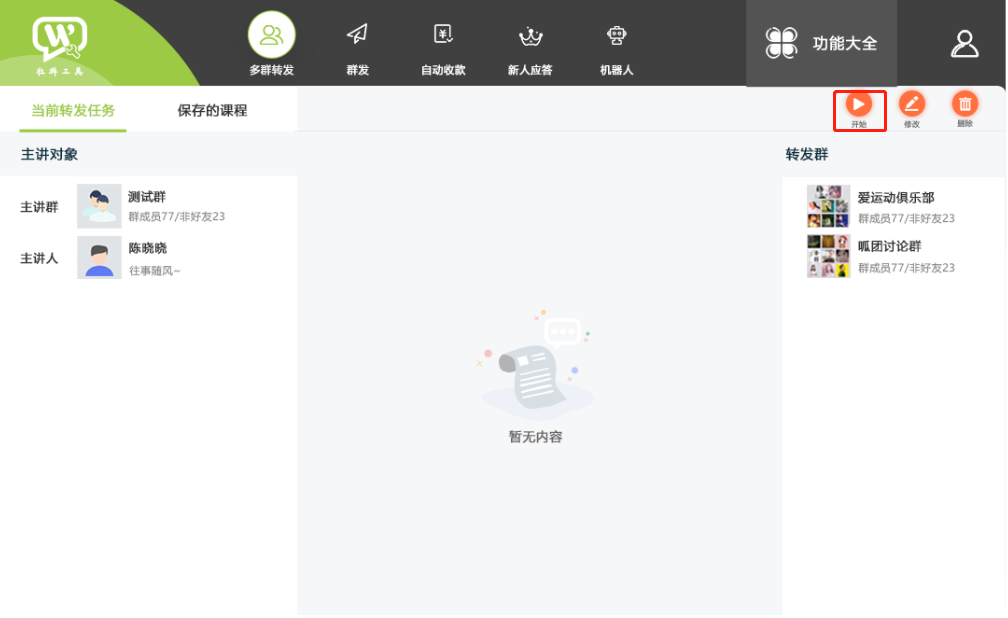 W
社群工具
多群转发
群发
自动收款
新人应答
机器人
功能大全
当前转发任务
保存的课程
开始
修改
删除
主讲对象
转发群
主讲群
测试群
群成员77/非好友23
主讲人
陈晓晓
往事随风~
爱运动俱乐部
群成员77/非好友23
呱团讨论群
群成员77/非好友23
暂无内容